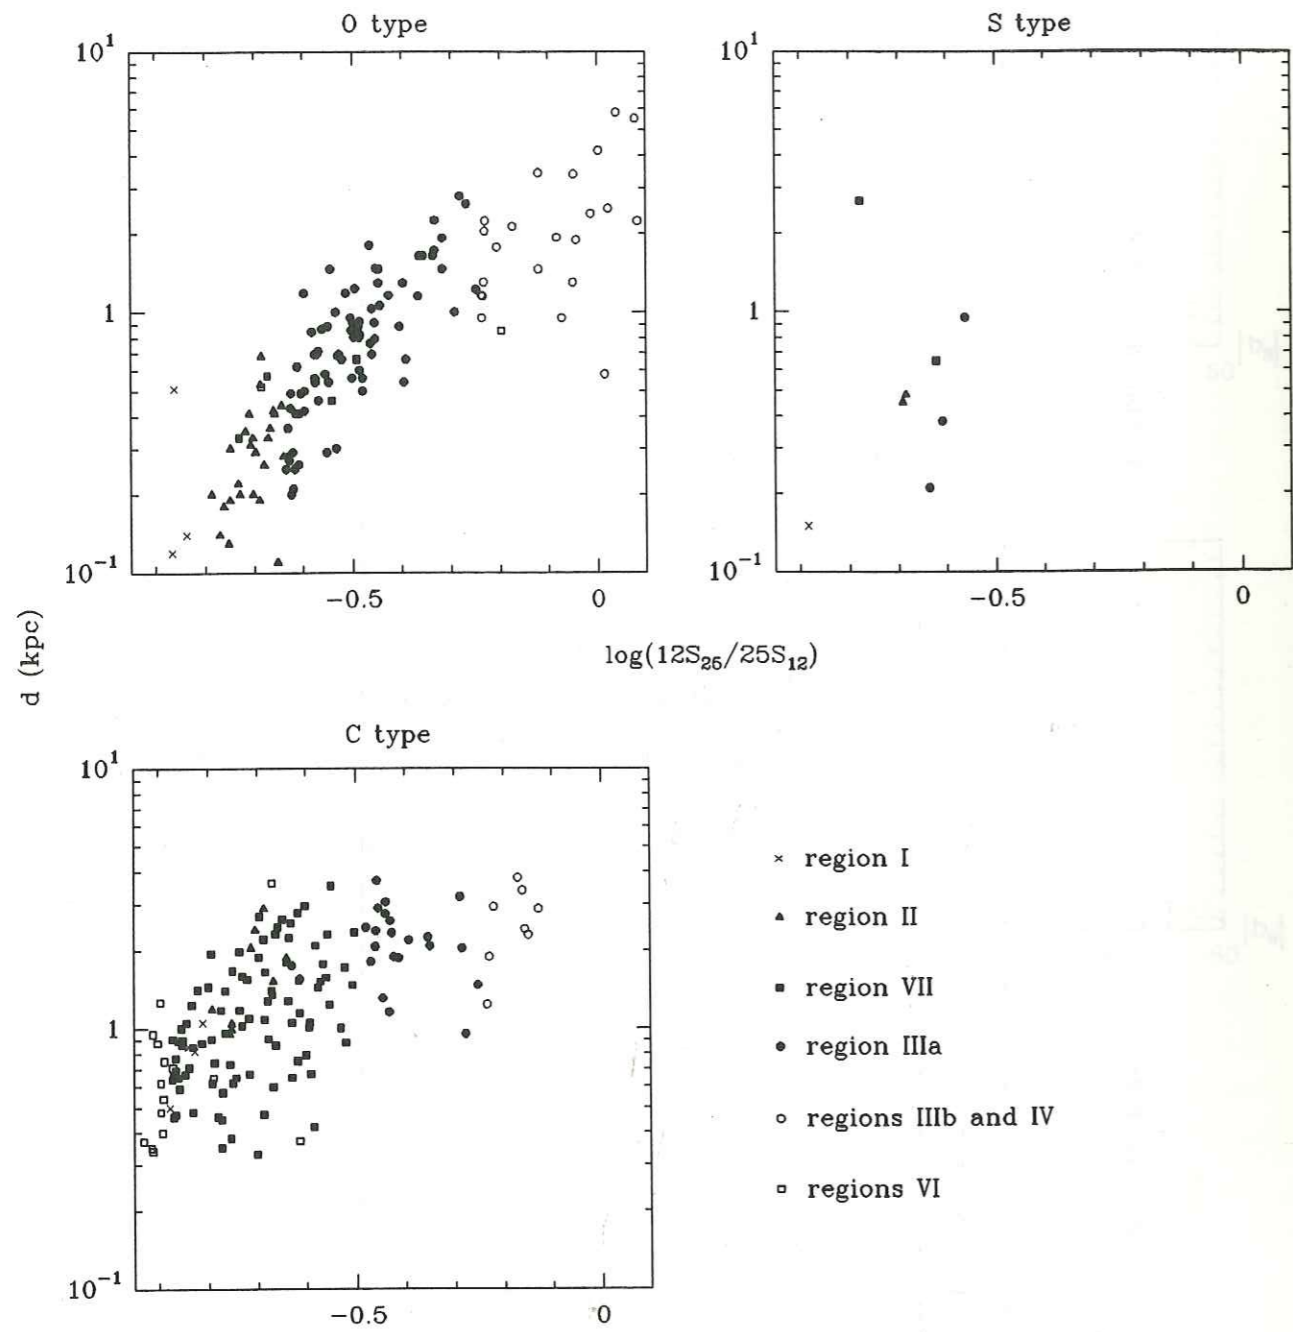 O type
S type
10¹
1
10⁻¹
−0.5
0
10¹
1
10⁻¹
−0.5
0
d (kpc)
log(12S₂₅/25S₁₂)
C type
10¹
1
10⁻¹
−0.5
0
region I
region II
region VII
region IIIa
regions IIIb and IV
regions VI